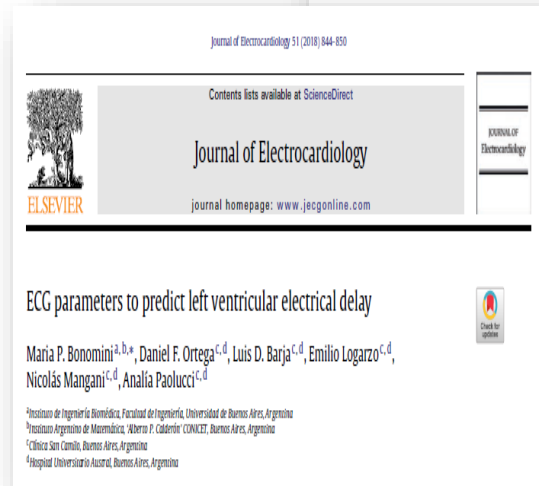 Journal of Electrocardiology 51 (2018) 844–850
Contents lists available at ScienceDirect
Journal of Electrocardiology
journal homepage: www.jecgonline.com
ELSEVIER
JOURNAL OF
Electrocardiology
ECG parameters to predict left ventricular electrical delay
Check for
updates
Maria P. Bonomini a,b,*, Daniel F. Ortega c,d, Luis D. Barja c,d, Emilio Logarzo c,d,
Nicolás Mangani c,d, Analía Paolucci c,d
a Instituto de Ingeniería Biomédica, Facultad de Ingeniería, Universidad de Buenos Aires, Argentina
b Instituto Argentino de Matemática, 'Alberto P. Calderón' CONICET, Buenos Aires, Argentina
c Clínica San Camilo, Buenos Aires, Argentina
d Hospital Universitario Austral, Buenos Aires, Argentina